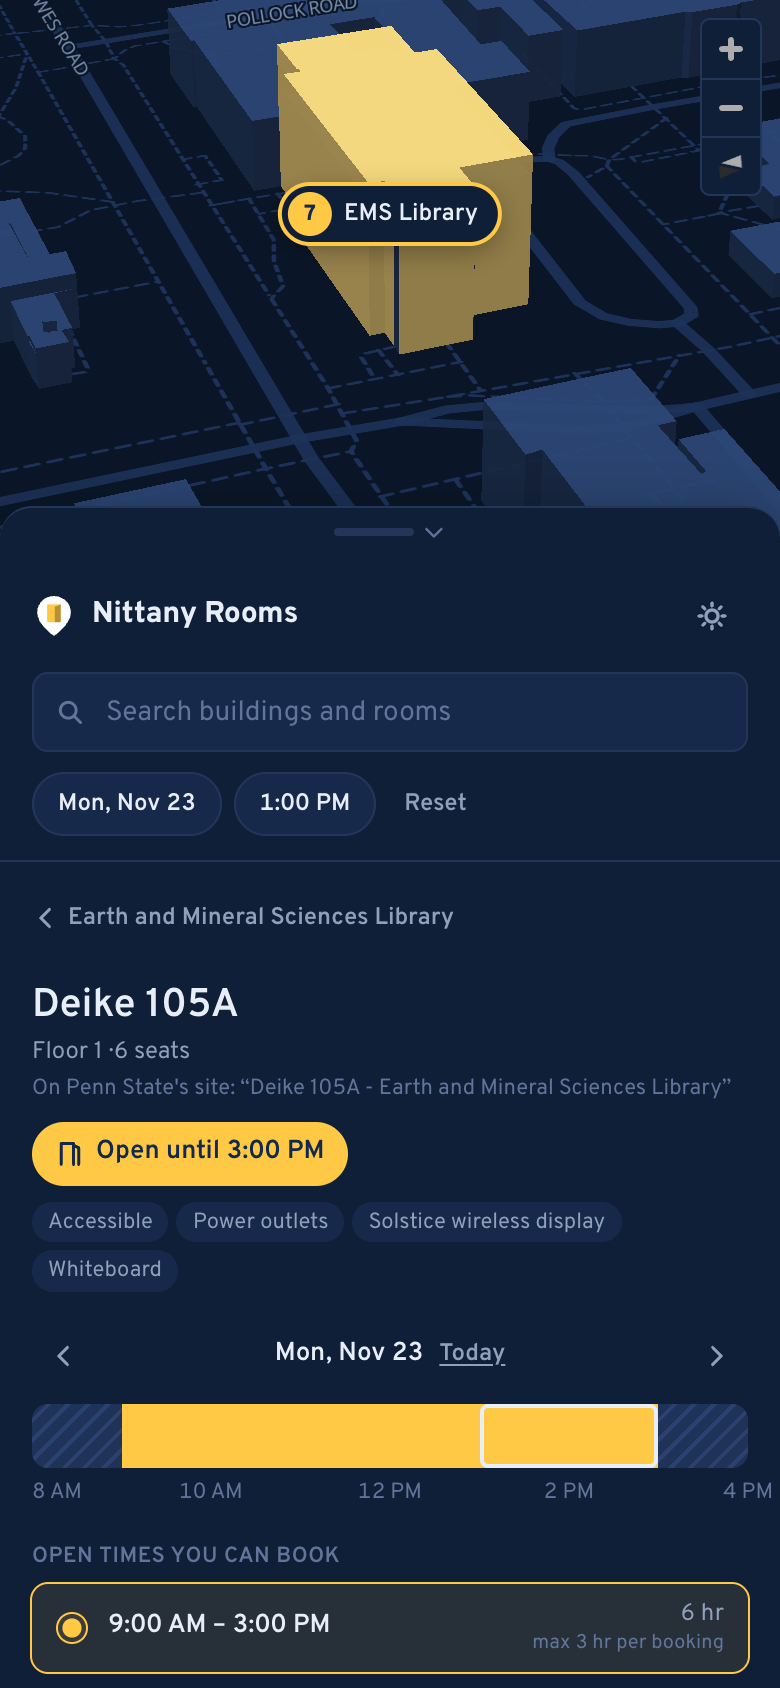 POLLOCK ROAD
WES ROAD
7 EMS Library
Nittany Rooms
Search buildings and rooms
Mon, Nov 23 1:00 PM Reset
Earth and Mineral Sciences Library
Deike 105A
Floor 1 ·6 seats
On Penn State's site: “Deike 105A - Earth and Mineral Sciences Library”
Open until 3:00 PM
Accessible Power outlets Solstice wireless display
Whiteboard
Mon, Nov 23 Today
8 AM 10 AM 12 PM 2 PM 4 PM
OPEN TIMES YOU CAN BOOK
9:00 AM – 3:00 PM 6 hr
max 3 hr per booking